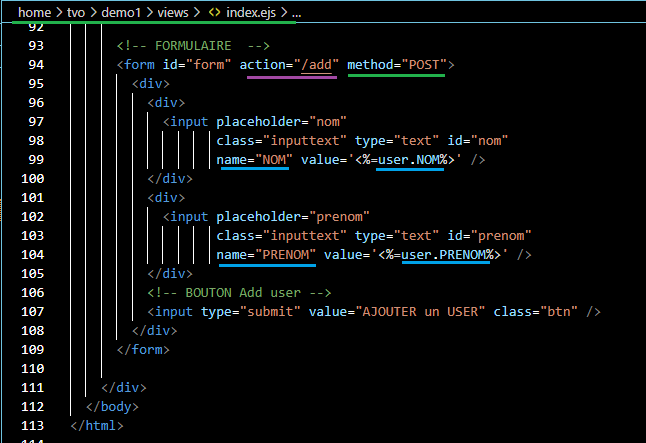 home > tvo > demo1 > views > <> index.ejs > ...
92
93 <!-- FORMULAIRE -->
94 <form id="form" action="/add" method="POST">
95 <div>
96 <div>
97 <input placeholder="nom"
98 class="inputtext" type="text" id="nom"
99 name="NOM" value='<%=user.NOM%>' />
100 </div>
101 <div>
102 <input placeholder="prenom"
103 class="inputtext" type="text" id="prenom"
104 name="PRENOM" value='<%=user.PRENOM%>' />
105 </div>
106 <!-- BOUTON Add user -->
107 <input type="submit" value="AJOUTER un USER" class="btn" />
108 </div>
109 </form>
110
111 </div>
112 </body>
113 </html>
114